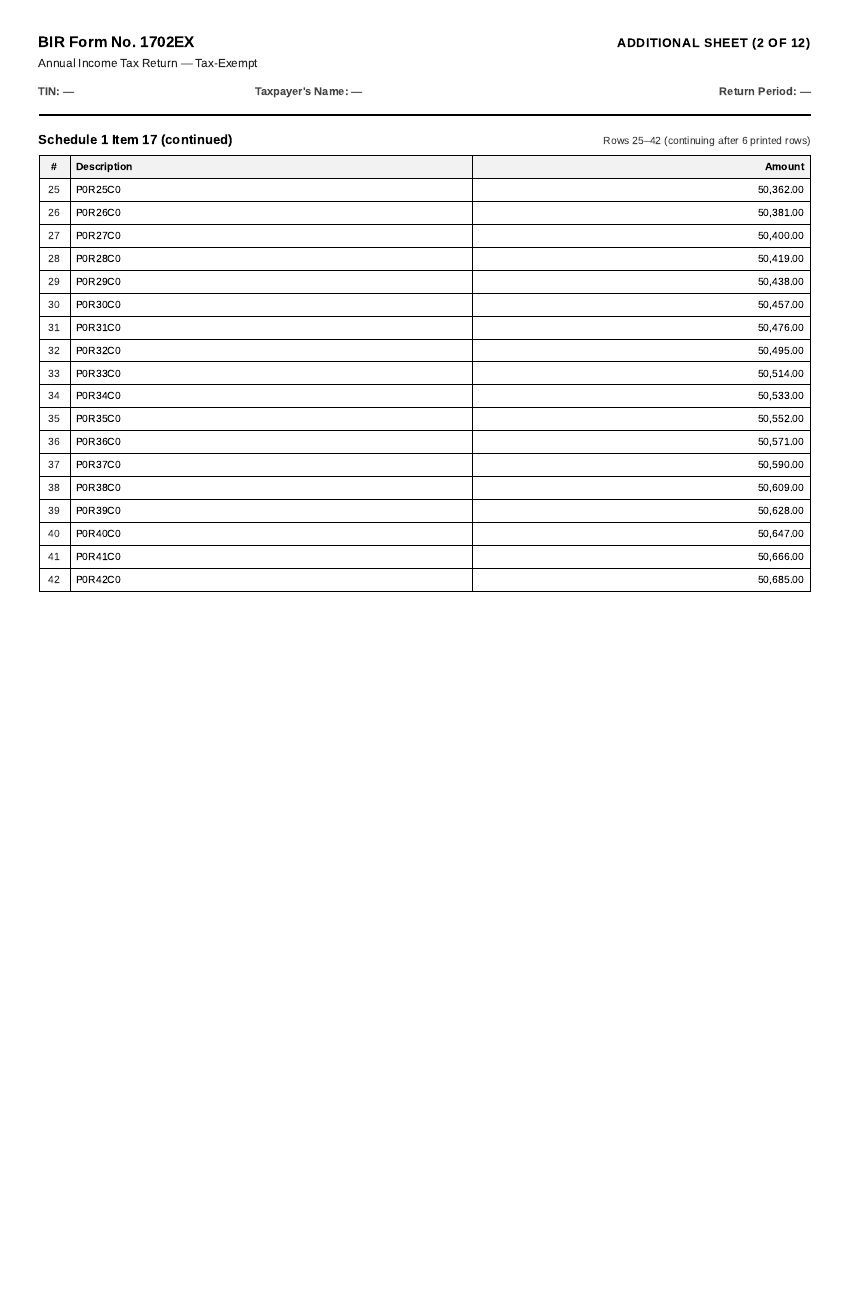 BIR Form No. 1702EX
ADDITIONAL SHEET (2 OF 12)
Annual Income Tax Return — Tax-Exempt
TIN: — Taxpayer's Name: — Return Period: —
Schedule 1 Item 17 (continued)
Rows 25–42 (continuing after 6 printed rows)
# Description Amount
25 P0R25C0 50,362.00
26 P0R26C0 50,381.00
27 P0R27C0 50,400.00
28 P0R28C0 50,419.00
29 P0R29C0 50,438.00
30 P0R30C0 50,457.00
31 P0R31C0 50,476.00
32 P0R32C0 50,495.00
33 P0R33C0 50,514.00
34 P0R34C0 50,533.00
35 P0R35C0 50,552.00
36 P0R36C0 50,571.00
37 P0R37C0 50,590.00
38 P0R38C0 50,609.00
39 P0R39C0 50,628.00
40 P0R40C0 50,647.00
41 P0R41C0 50,666.00
42 P0R42C0 50,685.00